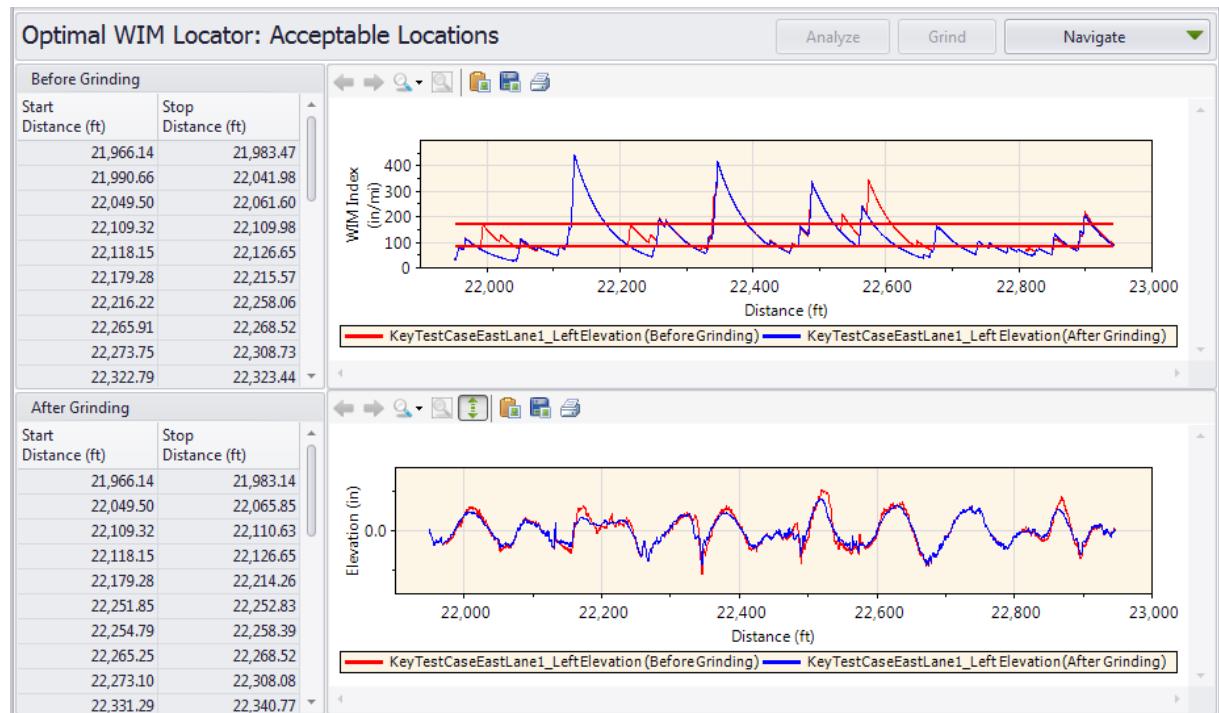 Optimal WIM Locator: Acceptable Locations
Analyze
Grind
Navigate
Before Grinding
Start Distance (ft) Stop Distance (ft)
21,966.14 21,983.47
21,990.66 22,041.98
22,049.50 22,061.60
22,109.32 22,109.98
22,118.15 22,126.65
22,179.28 22,215.57
22,216.22 22,258.06
22,265.91 22,268.52
22,273.75 22,308.73
22,322.79 22,323.44
WIM Index
(in/mi)
400
300
200
100
0
22,000 22,200 22,400 22,600 22,800 23,000
Distance (ft)
KeyTestCaseEastLane1_LeftElevation (Before Grinding) KeyTestCaseEastLane1_Left Elevation (After Grinding)
After Grinding
Start Distance (ft) Stop Distance (ft)
21,966.14 21,983.14
22,049.50 22,065.85
22,109.32 22,110.63
22,118.15 22,126.65
22,179.28 22,214.26
22,251.85 22,252.83
22,254.79 22,258.39
22,265.25 22,268.52
22,273.10 22,308.08
22,331.29 22,340.77
Elevation (in)
0.0
22,000 22,200 22,400 22,600 22,800 23,000
Distance (ft)
KeyTestCaseEastLane1_LeftElevation (Before Grinding) KeyTestCaseEastLane1_Left Elevation (After Grinding)